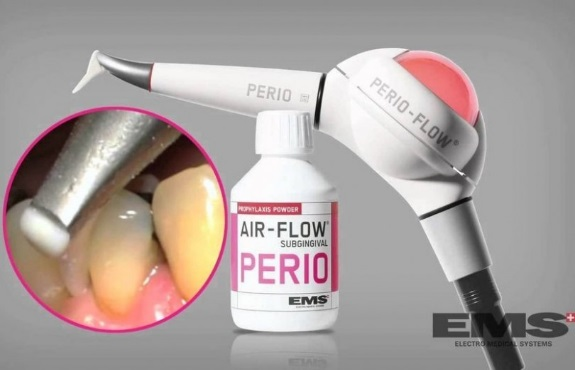 PERIO
PERIO-FLOW®
PROPHYLAXIS POWDER
AIR-FLOW®
SUBGINGIVAL
PERIO
EMS
EMS+
ELECTRO MEDICAL SYSTEMS